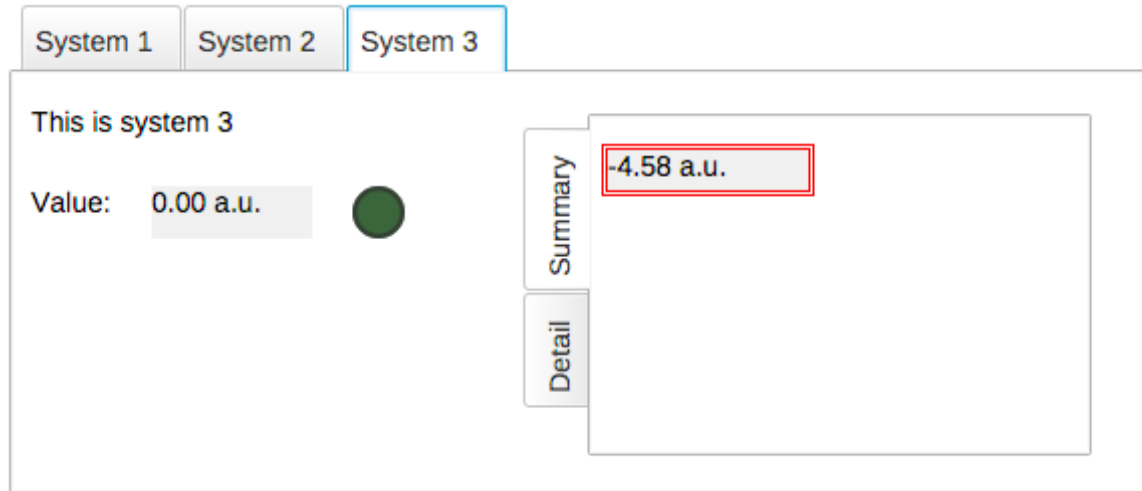 System 1 System 2 System 3
This is system 3
Value: 0.00 a.u.
Summary
Detail
-4.58 a.u.